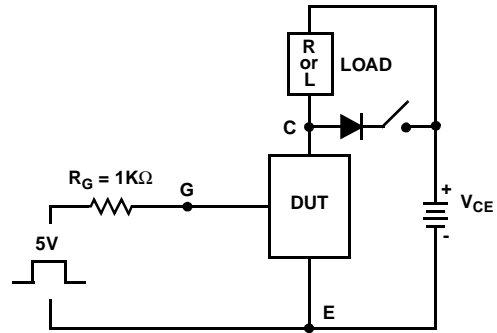 R
or
L
LOAD
C
R_G = 1KΩ
G
DUT
+
V_CE
-
5V
E